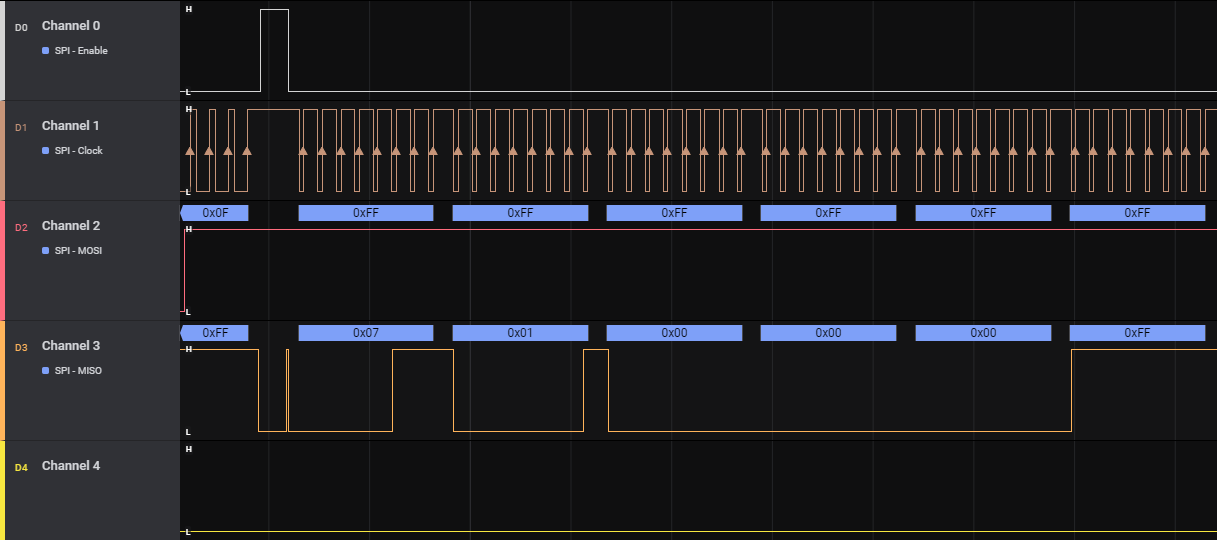 D0 Channel 0 H
SPI - Enable
L
D1 Channel 1 H
SPI - Clock
L
0x0F 0xFF 0xFF 0xFF 0xFF 0xFF 0xFF
D2 Channel 2 H
SPI - MOSI
L
0xFF 0x07 0x01 0x00 0x00 0x00 0xFF
D3 Channel 3 H
SPI - MISO
L
D4 Channel 4 H
L